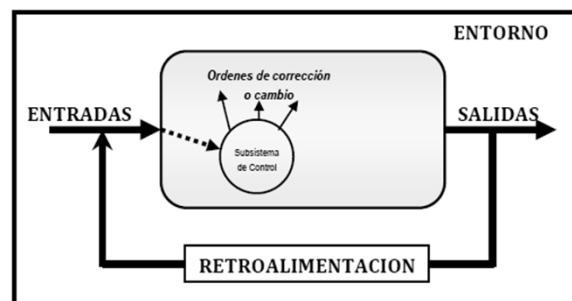 ENTORNO
Ordenes de corrección
o cambio
ENTRADAS
SALIDAS
Subsistema
de Control
RETROALIMENTACION